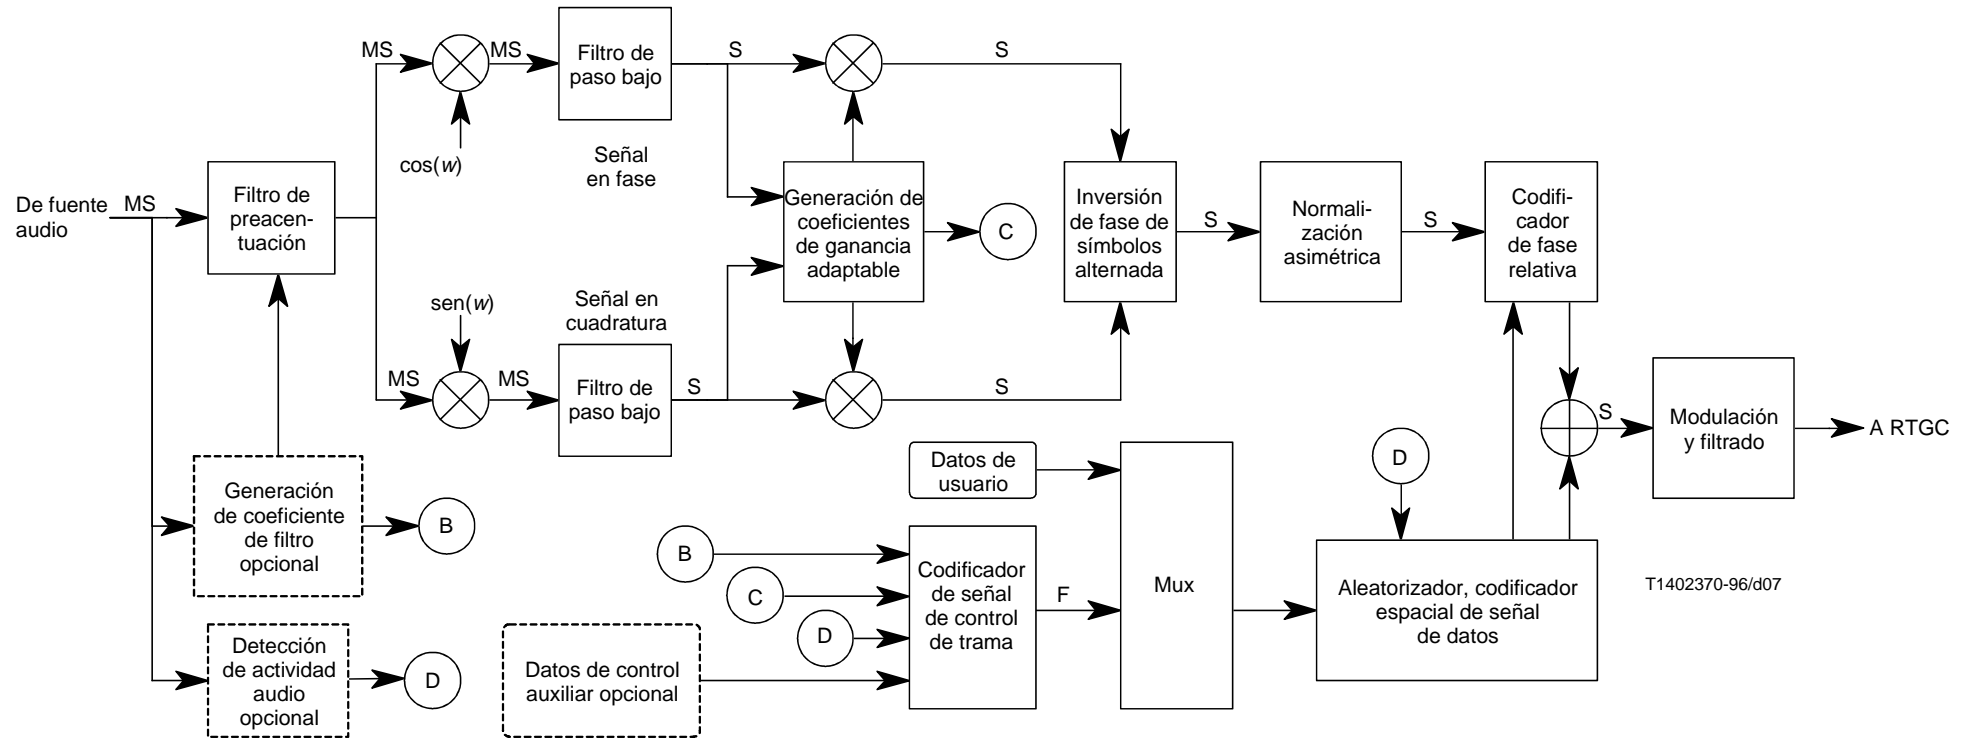 MS
MS
Filtro de
paso bajo
S
S
cos(w)
Señal
en fase
De fuente
audio
MS
Filtro de
preacen-
tuación
Generación de
coeficientes
de ganancia
adaptable
C
Inversión
de fase de
símbolos
alternada
S
Normali-
zación
asimétrica
S
Codifi-
cador
de fase
relativa
sen(w)
Señal en
cuadratura
MS
MS
Filtro de
paso bajo
S
S
S
Modulación
y filtrado
A RTGC
Generación
de coeficiente
de filtro
opcional
B
Datos de
usuario
D
B
C
D
Codificador
de señal
de control
de trama
F
Mux
Aleatorizador, codificador
espacial de señal
de datos
T1402370-96/d07
Detección
de actividad
audio
opcional
D
Datos de control
auxiliar opcional